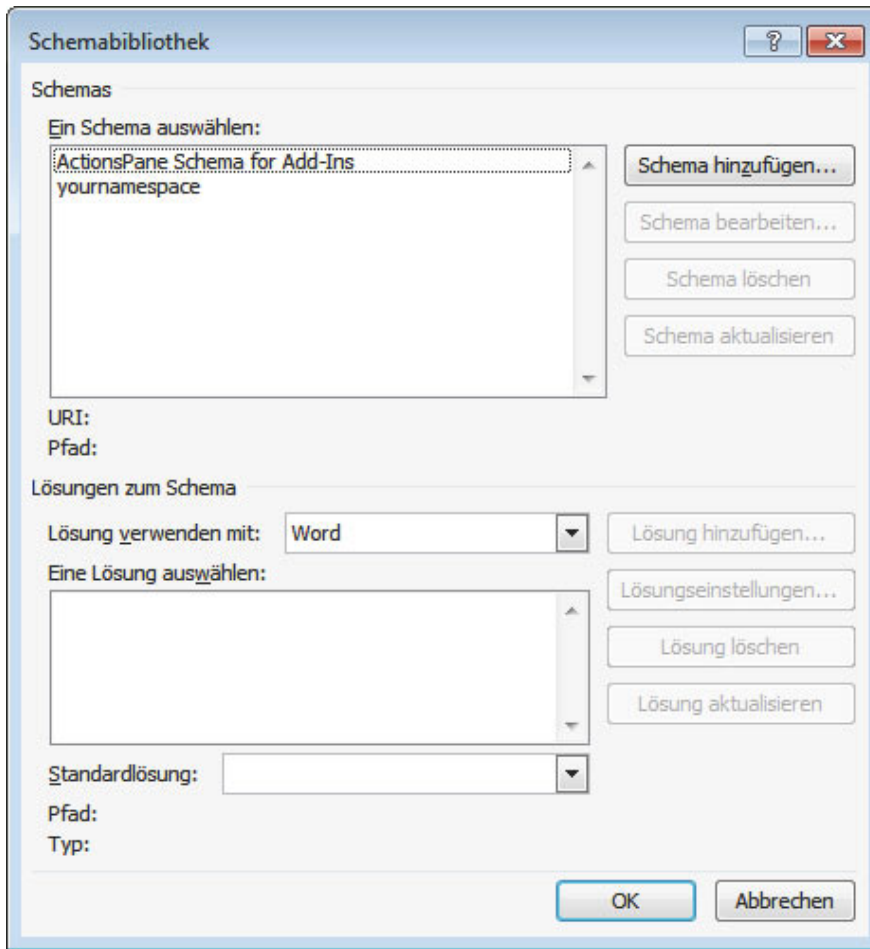 Schemabibliothek
Schemas
Ein Schema auswählen:
ActionsPane Schema for Add-Ins
yournamespace
Schema hinzufügen...
Schema bearbeiten...
Schema löschen
Schema aktualisieren
URI:
Pfad:
Lösungen zum Schema
Lösung verwenden mit: Word
Lösung hinzufügen...
Eine Lösung auswählen:
Lösungseinstellungen...
Lösung löschen
Lösung aktualisieren
Standardlösung:
Pfad:
Typ:
OK Abbrechen